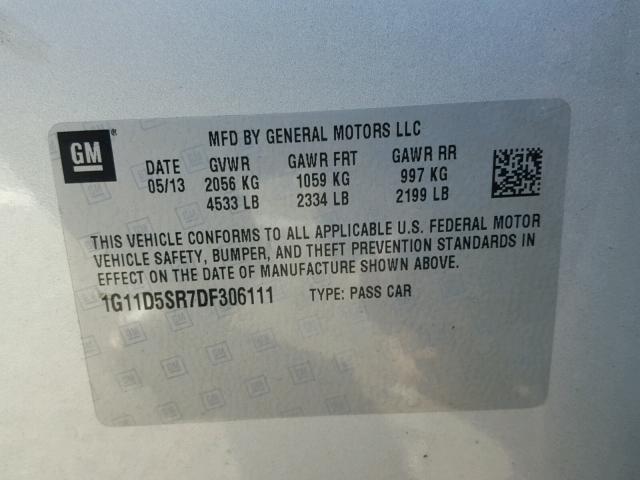 GM ®
MFD BY GENERAL MOTORS LLC
DATE GVWR GAWR FRT GAWR RR
05/13 2056 KG 1059 KG 997 KG
4533 LB 2334 LB 2199 LB
THIS VEHICLE CONFORMS TO ALL APPLICABLE U.S. FEDERAL MOTOR
VEHICLE SAFETY, BUMPER, AND THEFT PREVENTION STANDARDS IN
EFFECT ON THE DATE OF MANUFACTURE SHOWN ABOVE.
1G11D5SR7DF306111 TYPE: PASS CAR